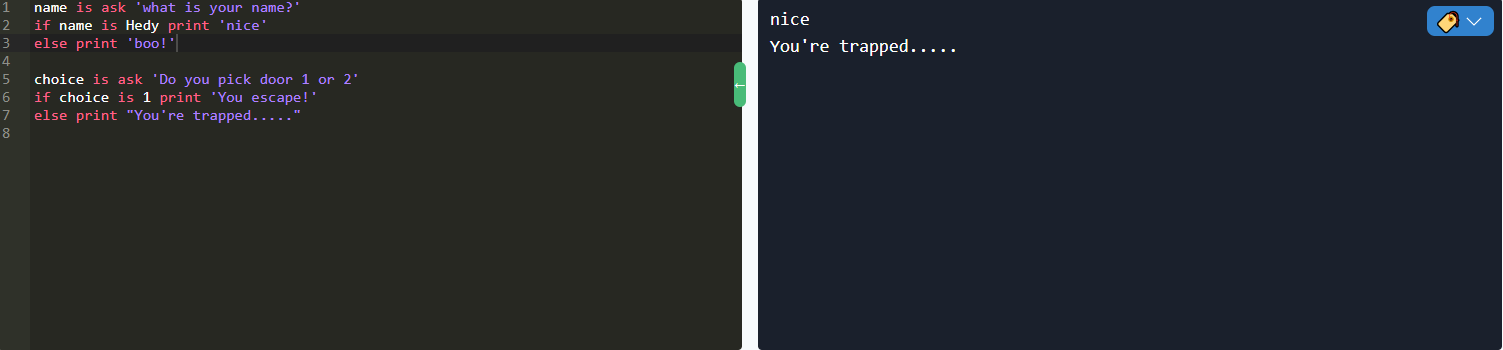 1 name is ask 'what is your name?'
2 if name is Hedy print 'nice'
3 else print 'boo!'
4
5 choice is ask 'Do you pick door 1 or 2'
6 if choice is 1 print 'You escape!'
7 else print "You're trapped....."
8
←
nice
You're trapped.....